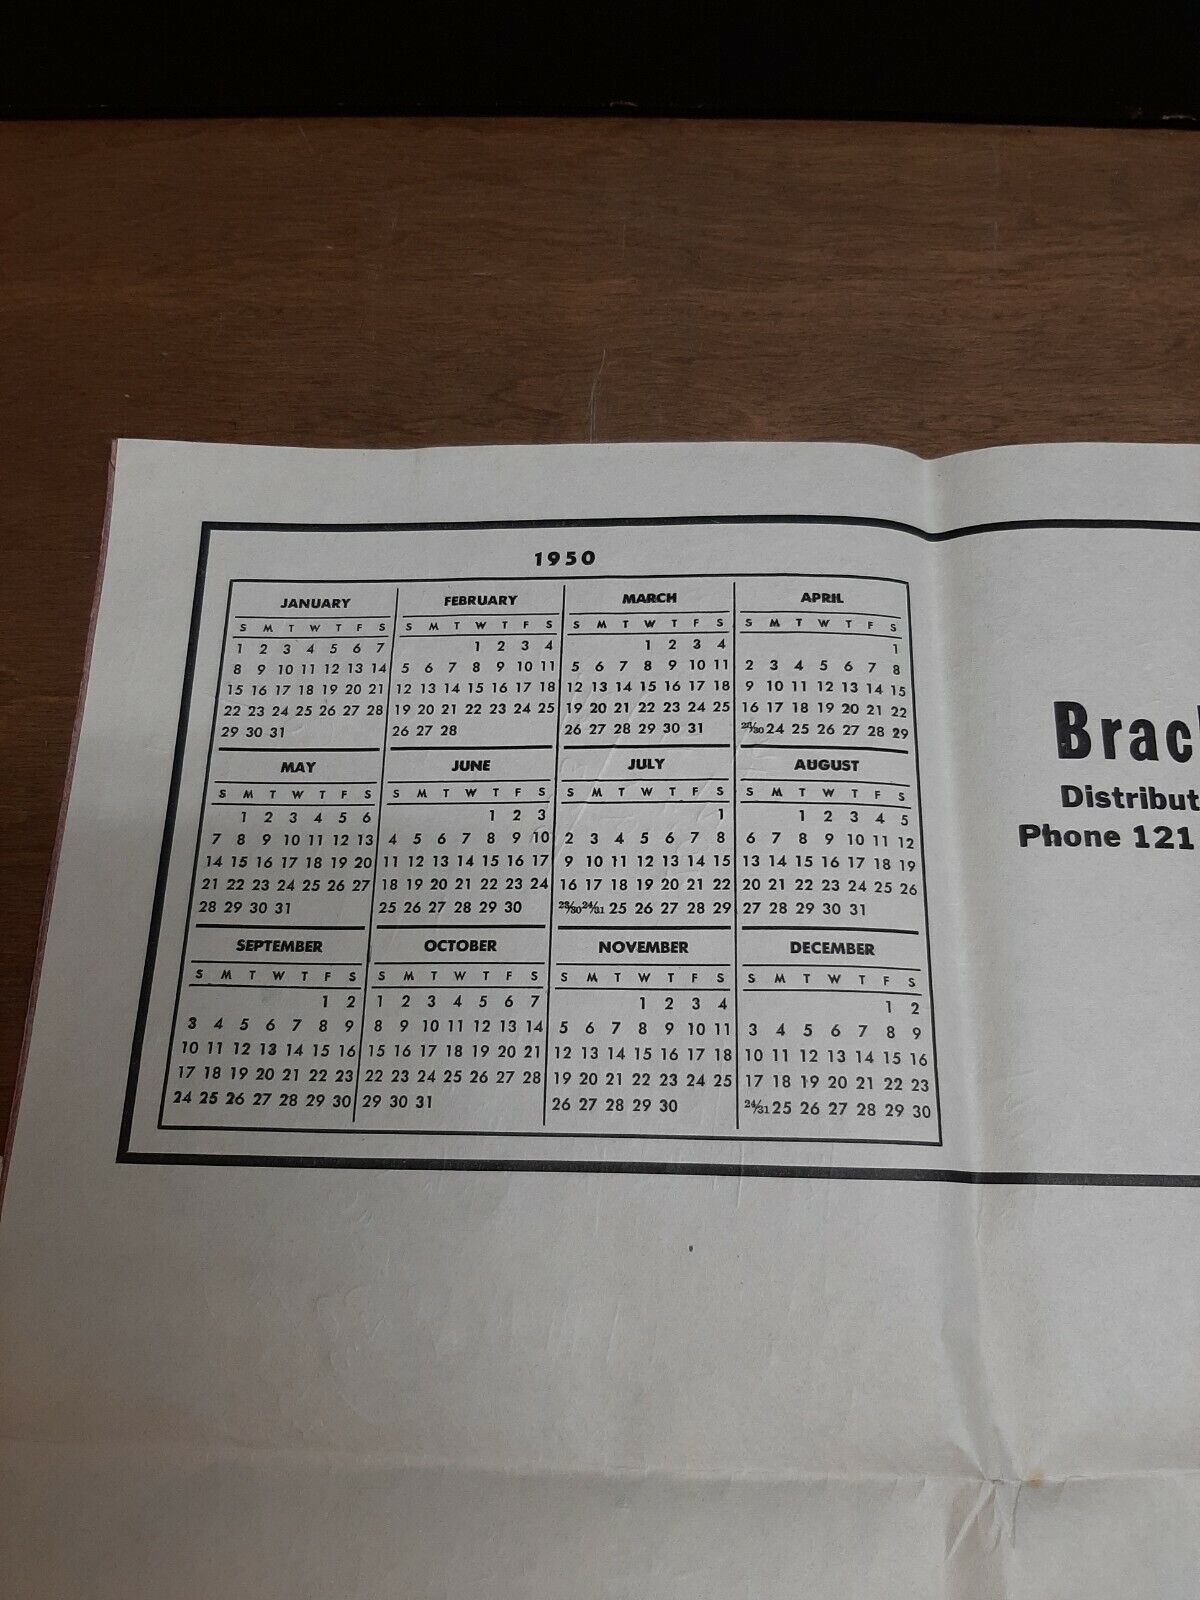 1950
JANUARY FEBRUARY MARCH APRIL
S M T W T F S S M T W T F S S M T W T F S S M T W T F S
1 2 3 4 5 6 7 1 2 3 4 1 2 3 4 1
8 9 10 11 12 13 14 5 6 7 8 9 10 11 5 6 7 8 9 10 11 2 3 4 5 6 7 8
15 16 17 18 19 20 21 12 13 14 15 16 17 18 12 13 14 15 16 17 18 9 10 11 12 13 14 15
22 23 24 25 26 27 28 19 20 21 22 23 24 25 19 20 21 22 23 24 25 16 17 18 19 20 21 22
29 30 31 26 27 28 26 27 28 29 30 31 23/30 24 25 26 27 28 29
MAY JUNE JULY AUGUST
S M T W T F S S M T W T F S S M T W T F S S M T W T F S
1 2 3 4 5 6 1 2 3 1 1 2 3 4 5
7 8 9 10 11 12 13 4 5 6 7 8 9 10 2 3 4 5 6 7 8 6 7 8 9 10 11 12
14 15 16 17 18 19 20 11 12 13 14 15 16 17 9 10 11 12 13 14 15 13 14 15 16 17 18 19
21 22 23 24 25 26 27 18 19 20 21 22 23 24 16 17 18 19 20 21 22 20 21 22 23 24 25 26
28 29 30 31 25 26 27 28 29 30 23/30 24/31 25 26 27 28 29 27 28 29 30 31
SEPTEMBER OCTOBER NOVEMBER DECEMBER
S M T W T F S S M T W T F S S M T W T F S S M T W T F S
1 2 1 2 3 4 5 6 7 1 2 3 4 1 2
3 4 5 6 7 8 9 8 9 10 11 12 13 14 5 6 7 8 9 10 11 3 4 5 6 7 8 9
10 11 12 13 14 15 16 15 16 17 18 19 20 21 12 13 14 15 16 17 18 10 11 12 13 14 15 16
17 18 19 20 21 22 23 22 23 24 25 26 27 28 19 20 21 22 23 24 25 17 18 19 20 21 22 23
24 25 26 27 28 29 30 29 30 31 26 27 28 29 30 24/31 25 26 27 28 29 30
Brac
Distribut
Phone 121